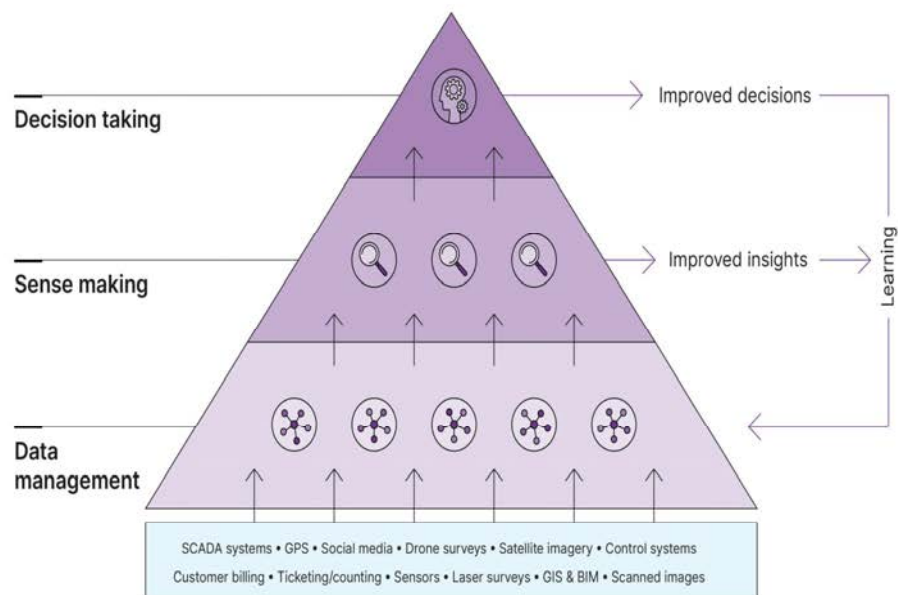 Decision taking
Improved decisions
Sense making
Improved insights
Learning
Data
management
SCADA systems • GPS • Social media • Drone surveys • Satellite imagery • Control systems
Customer billing • Ticketing/counting • Sensors • Laser surveys • GIS & BIM • Scanned images